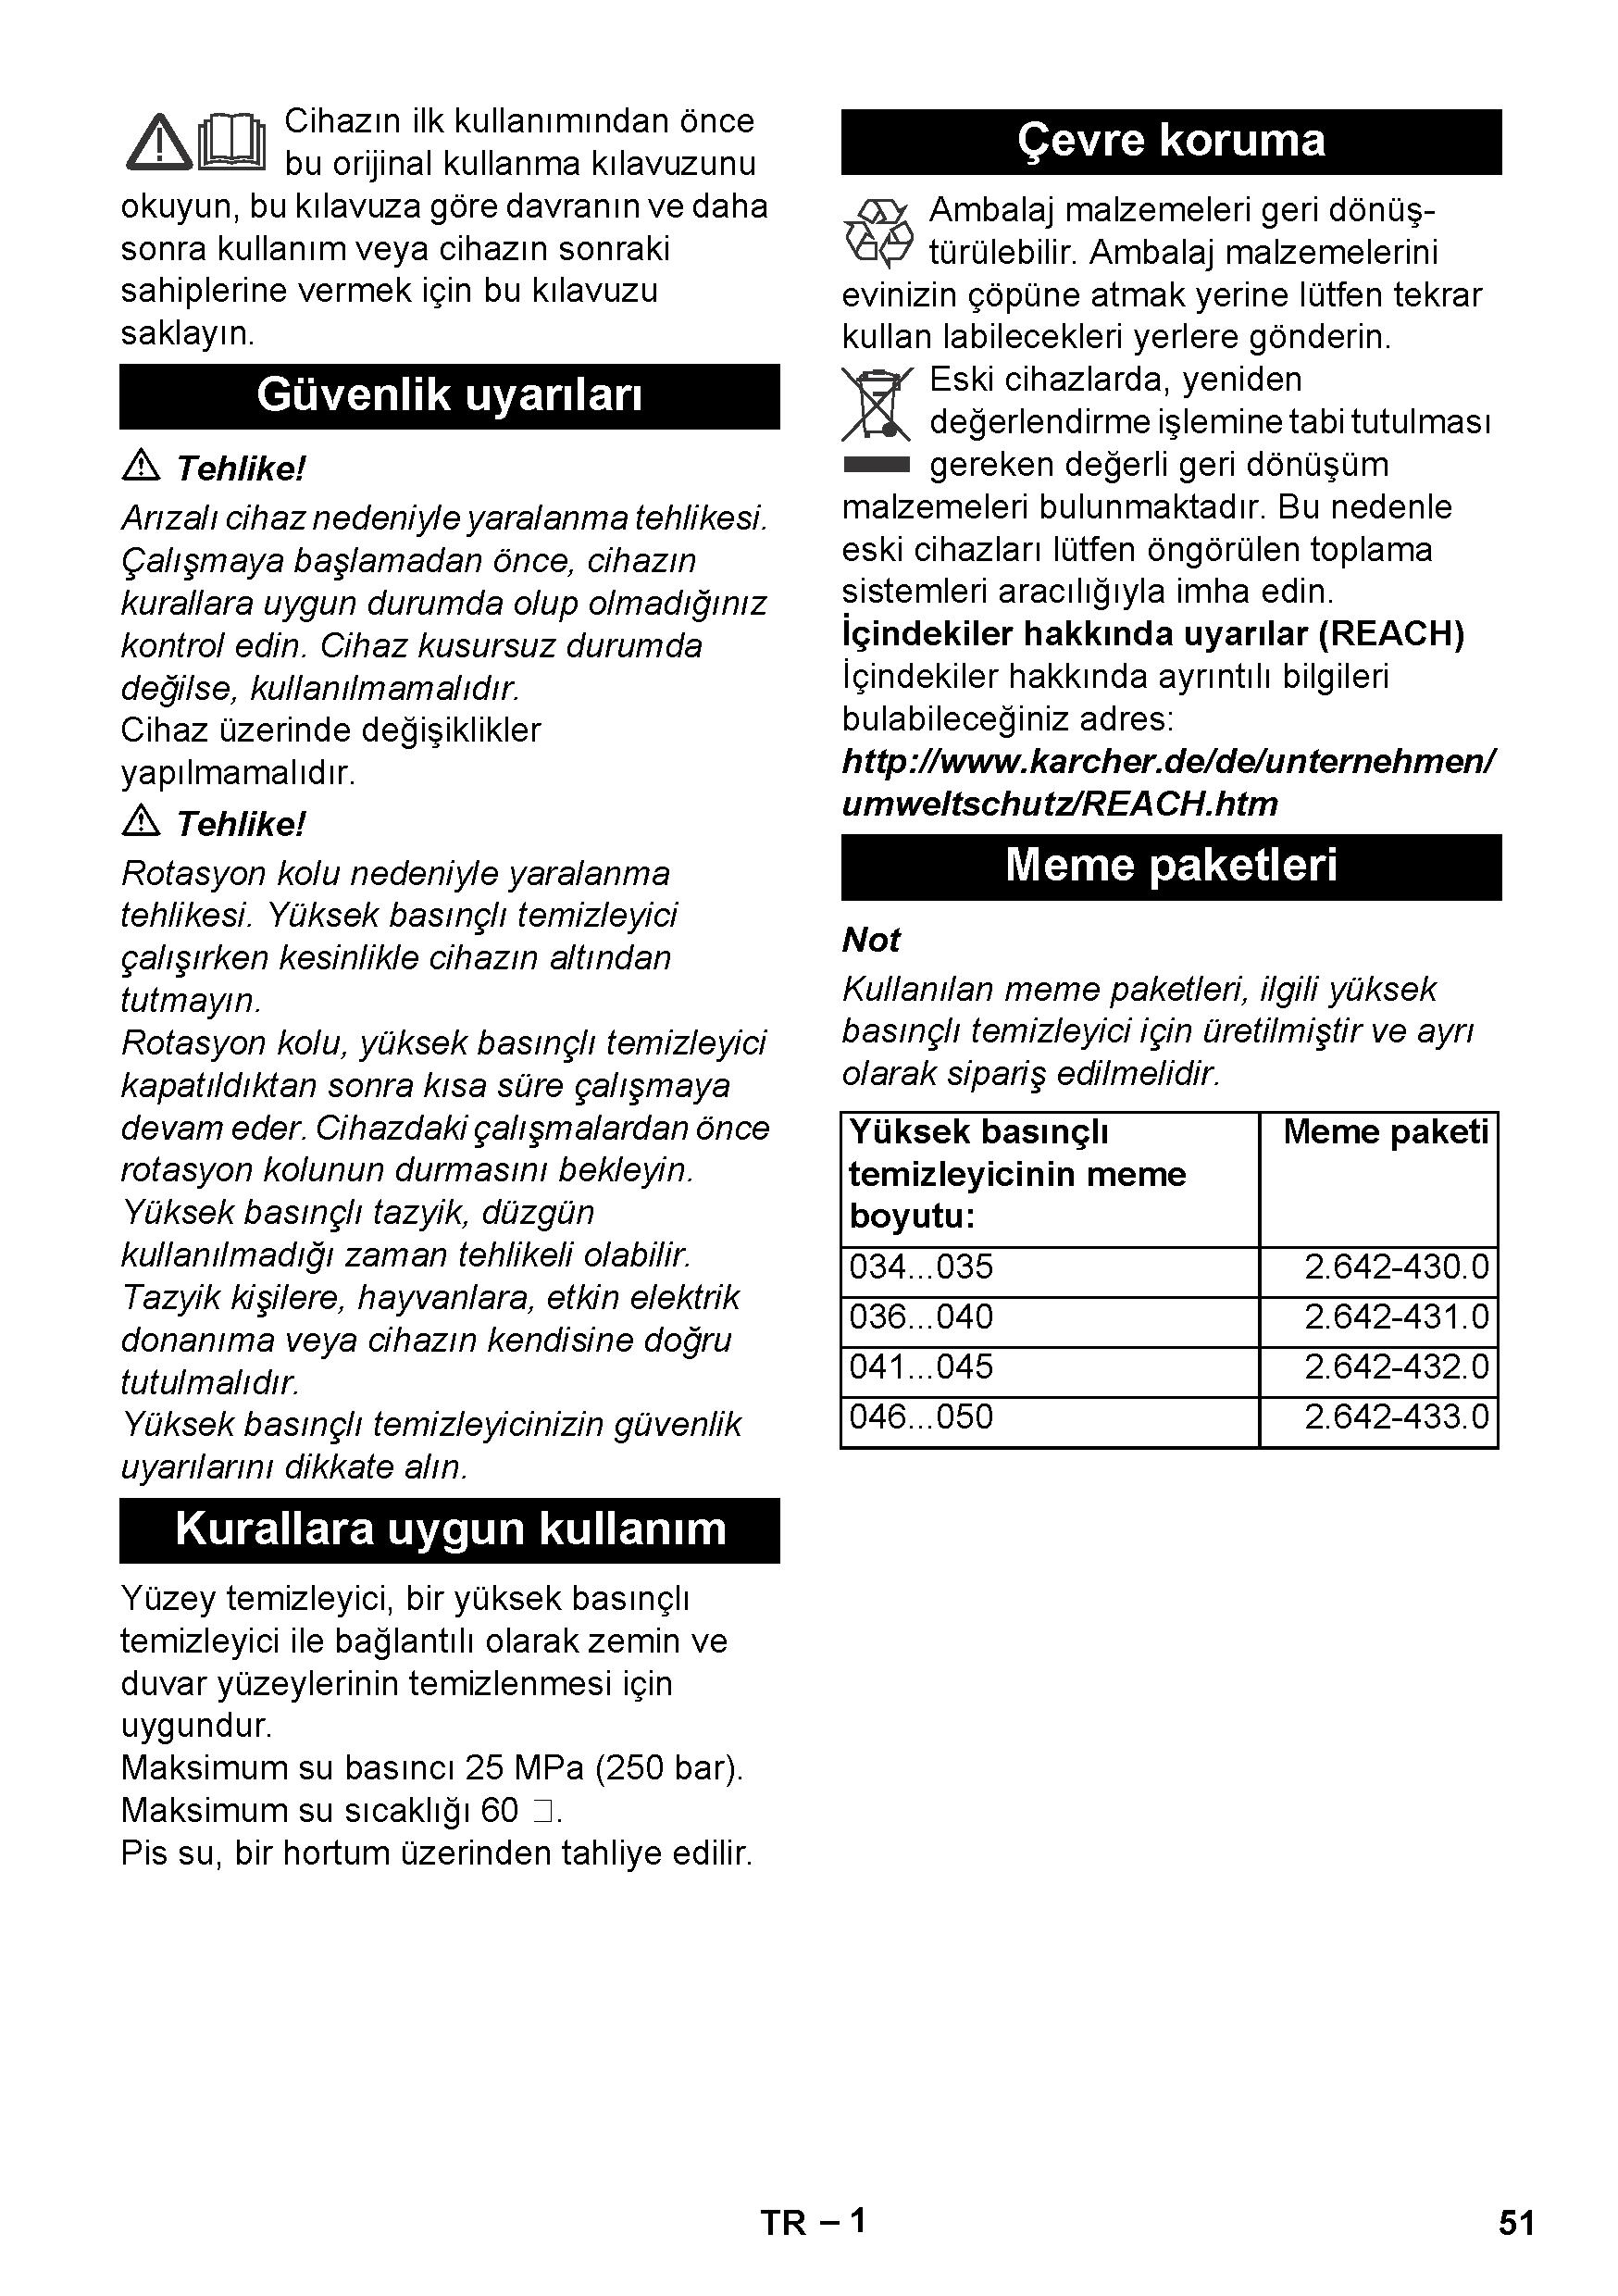 Cihazın ilk kullanımından önce
bu orijinal kullanma kılavuzunu
okuyun, bu kılavuza göre davranın ve daha
sonra kullanım veya cihazın sonraki
sahiplerine vermek için bu kılavuzu
saklayın.
Güvenlik uyarıları
Tehlike!
Arızalı cihaz nedeniyle yaralanma tehlikesi.
Çalışmaya başlamadan önce, cihazın
kurallara uygun durumda olup olmadığınız
kontrol edin. Cihaz kusursuz durumda
değilse, kullanılmamalıdır.
Cihaz üzerinde değişiklikler
yapılmamalıdır.
Tehlike!
Rotasyon kolu nedeniyle yaralanma
tehlikesi. Yüksek basınçlı temizleyici
çalışırken kesinlikle cihazın altından
tutmayın.
Rotasyon kolu, yüksek basınçlı temizleyici
kapatıldıktan sonra kısa süre çalışmaya
devam eder. Cihazdaki çalışmalardan önce
rotasyon kolunun durmasını bekleyin.
Yüksek basınçlı tazyik, düzgün
kullanılmadığı zaman tehlikeli olabilir.
Tazyik kişilere, hayvanlara, etkin elektrik
donanıma veya cihazın kendisine doğru
tutulmalıdır.
Yüksek basınçlı temizleyicinizin güvenlik
uyarılarını dikkate alın.
Kurallara uygun kullanım
Yüzey temizleyici, bir yüksek basınçlı
temizleyici ile bağlantılı olarak zemin ve
duvar yüzeylerinin temizlenmesi için
uygundur.
Maksimum su basıncı 25 MPa (250 bar).
Maksimum su sıcaklığı 60 □.
Pis su, bir hortum üzerinden tahliye edilir.
Çevre koruma
Ambalaj malzemeleri geri dönüş-
türülebilir. Ambalaj malzemelerini
evinizin çöpüne atmak yerine lütfen tekrar
kullan labilecekleri yerlere gönderin.
Eski cihazlarda, yeniden
değerlendirme işlemine tabi tutulması
gereken değerli geri dönüşüm
malzemeleri bulunmaktadır. Bu nedenle
eski cihazları lütfen öngörülen toplama
sistemleri aracılığıyla imha edin.
İçindekiler hakkında uyarılar (REACH)
İçindekiler hakkında ayrıntılı bilgileri
bulabileceğiniz adres:
http://www.karcher.de/de/unternehmen/
umweltschutz/REACH.htm
Meme paketleri
Not
Kullanılan meme paketleri, ilgili yüksek
basınçlı temizleyici için üretilmiştir ve ayrı
olarak sipariş edilmelidir.
Yüksek basınçlı Meme paketi
temizleyicinin meme
boyutu:
034...035 2.642-430.0
036...040 2.642-431.0
041...045 2.642-432.0
046...050 2.642-433.0
TR – 1 51